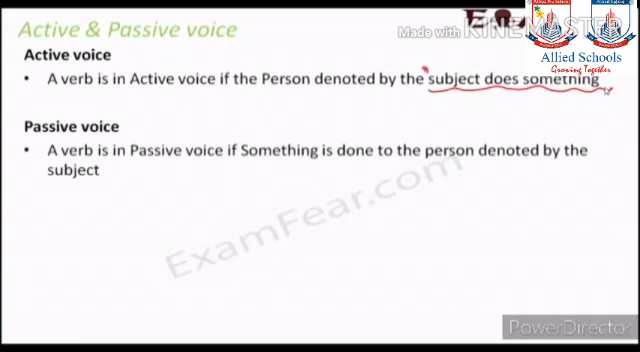 Active & Passive voice
Made with KINEMASTER
Allied Schools
Growing Together
Active voice
• A verb is in Active voice if the Person denoted by the subject does something
Passive voice
• A verb is in Passive voice if Something is done to the person denoted by the
subject
ExamFear.com
PowerDirector